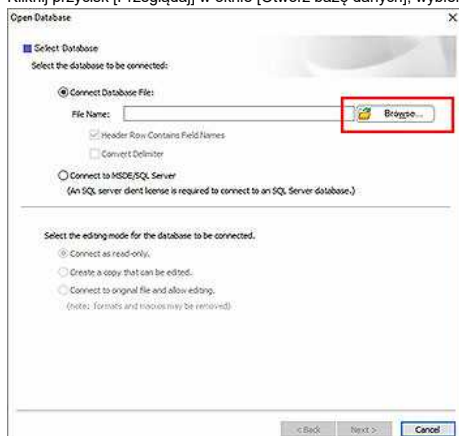 Open Database
Select Database
Select the database to be connected:
Connect Database File:
File Name:
Browse...
Header Row Contains Field Names
Convert Delimiter
Connect to MSDE/SQL Server
(An SQL server client license is required to connect to an SQL Server database.)
Select the editing mode for the database to be connected.
Connect as read-only.
Create a copy that can be edited.
Connect to original file and allow editing.
(note: formats and macros may be removed)
< Back Next > Cancel